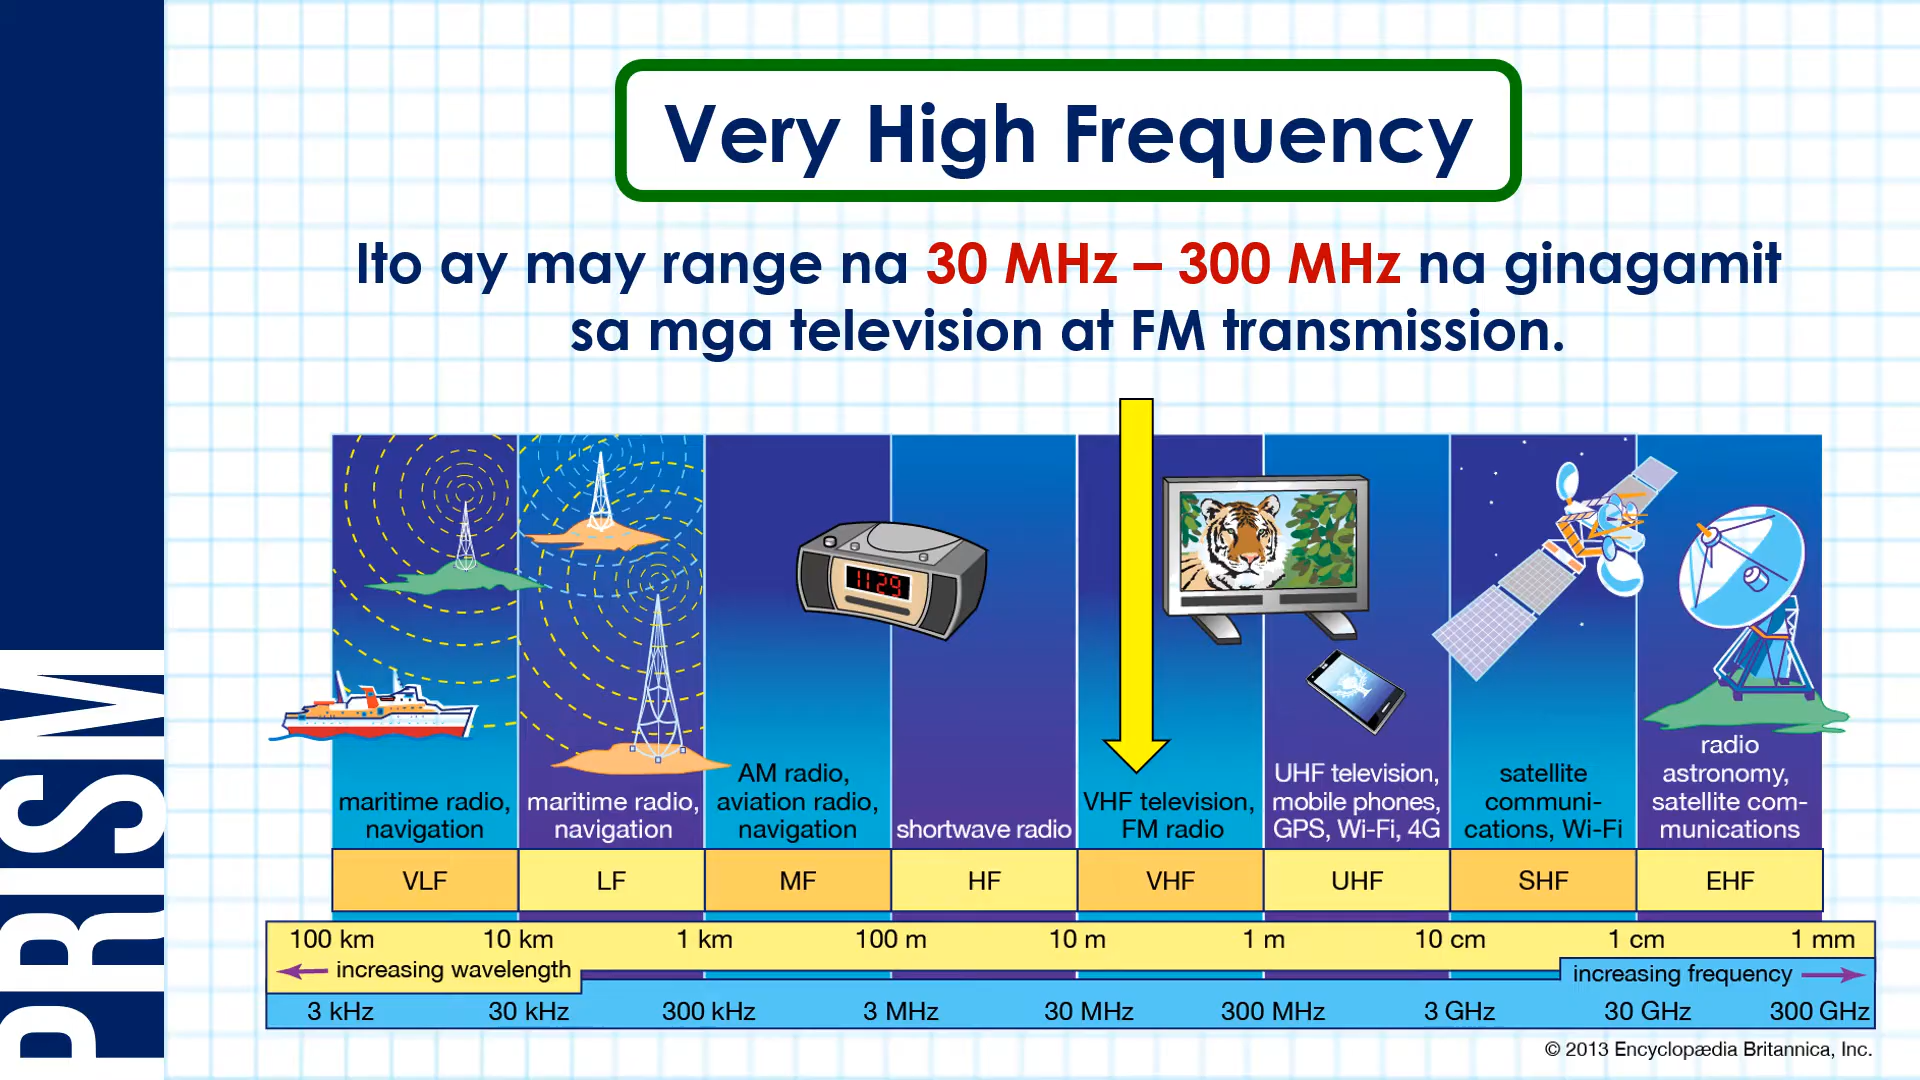 PRISM
Very High Frequency
Ito ay may range na 30 MHz – 300 MHz na ginagamit
sa mga television at FM transmission.
11:29
maritime radio,
navigation
maritime radio,
navigation
AM radio,
aviation radio,
navigation
shortwave radio
VHF television,
FM radio
UHF television,
mobile phones,
GPS, Wi-Fi, 4G
satellite
communi-
cations, Wi-Fi
radio
astronomy,
satellite com-
munications
VLF LF MF HF VHF UHF SHF EHF
100 km 10 km 1 km 100 m 10 m 1 m 10 cm 1 cm 1 mm
increasing wavelength
increasing frequency
3 kHz 30 kHz 300 kHz 3 MHz 30 MHz 300 MHz 3 GHz 30 GHz 300 GHz
© 2013 Encyclopædia Britannica, Inc.